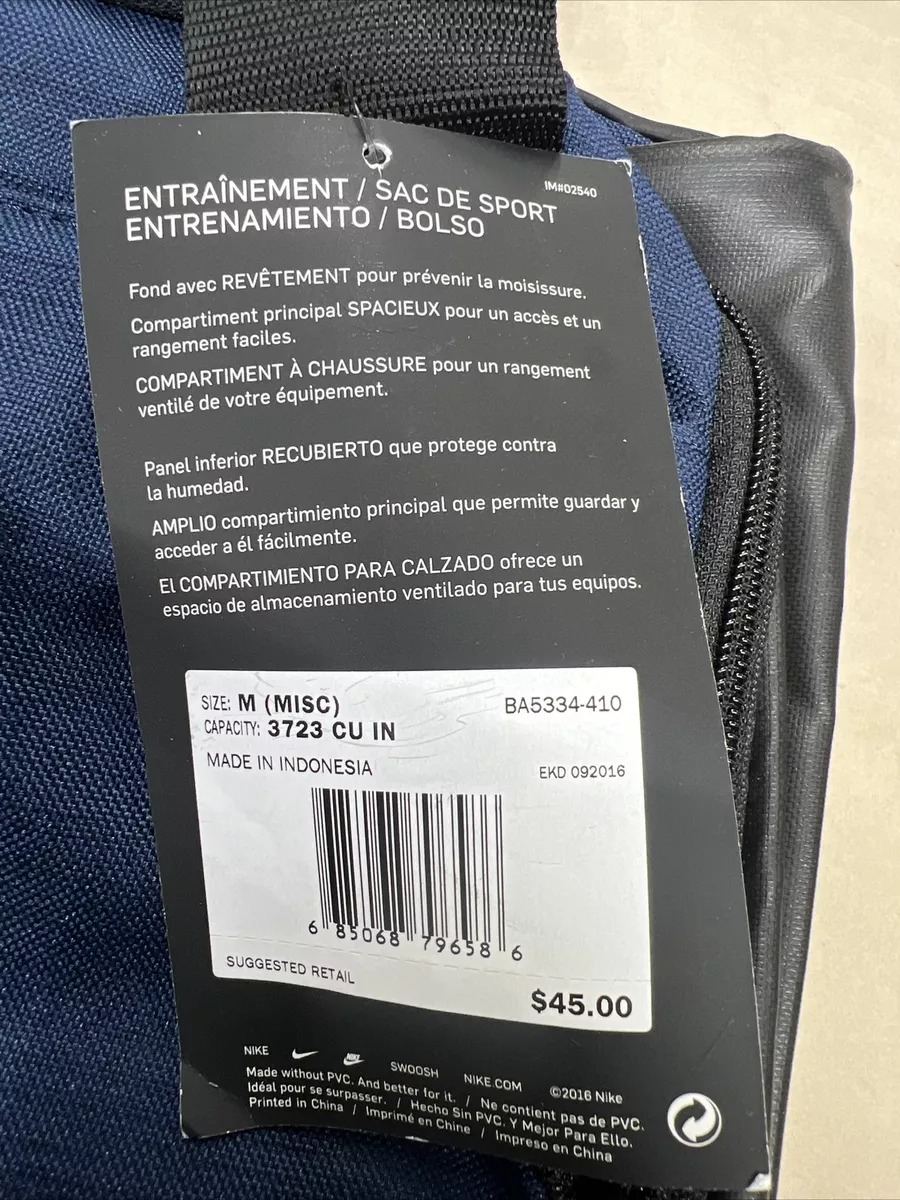 ENTRAÎNEMENT / SAC DE SPORT
IM#02540
ENTRENAMIENTO / BOLSO
Fond avec REVÊTEMENT pour prévenir la moisissure.
Compartiment principal SPACIEUX pour un accès et un
rangement faciles.
COMPARTIMENT À CHAUSSURE pour un rangement
ventilé de votre équipement.
Panel inferior RECUBIERTO que protege contra
la humedad.
AMPLIO compartimiento principal que permite guardar y
acceder a él fácilmente.
El COMPARTIMIENTO PARA CALZADO ofrece un
espacio de almacenamiento ventilado para tus equipos.
SIZE: M (MISC)
BA5334-410
CAPACITY: 3723 CU IN
MADE IN INDONESIA
EKD 092016
6 85068 79658 6
SUGGESTED RETAIL
$45.00
NIKE NIKE SWOOSH NIKE.COM ©2016 Nike
Made without PVC. And better for it. / Ne contient pas de PVC.
Idéal pour se surpasser. / Hecho Sin PVC. Y Mejor Para Ello.
Printed in China / Imprimé en Chine / Impreso en China